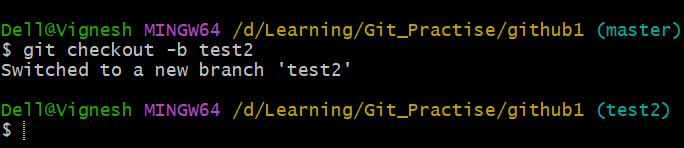 Dell@Vignesh MINGW64 /d/Learning/Git_Practise/github1 (master)
$ git checkout -b test2
Switched to a new branch 'test2'
Dell@Vignesh MINGW64 /d/Learning/Git_Practise/github1 (test2)
$